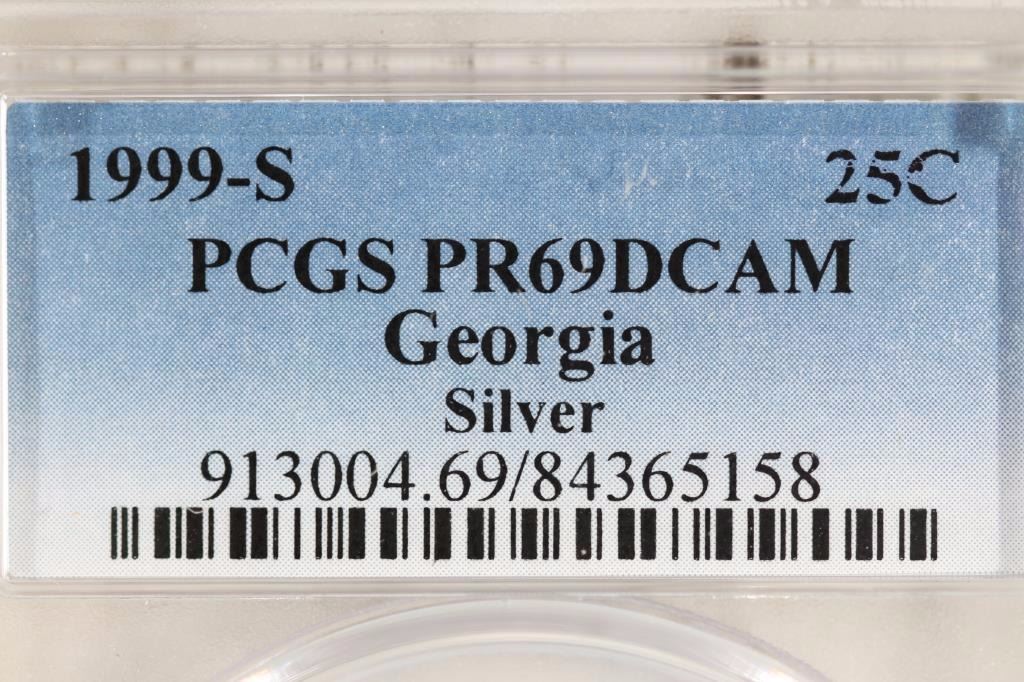 1999-S 25C
PCGS PR69DCAM
Georgia
Silver
913004.69/84365158